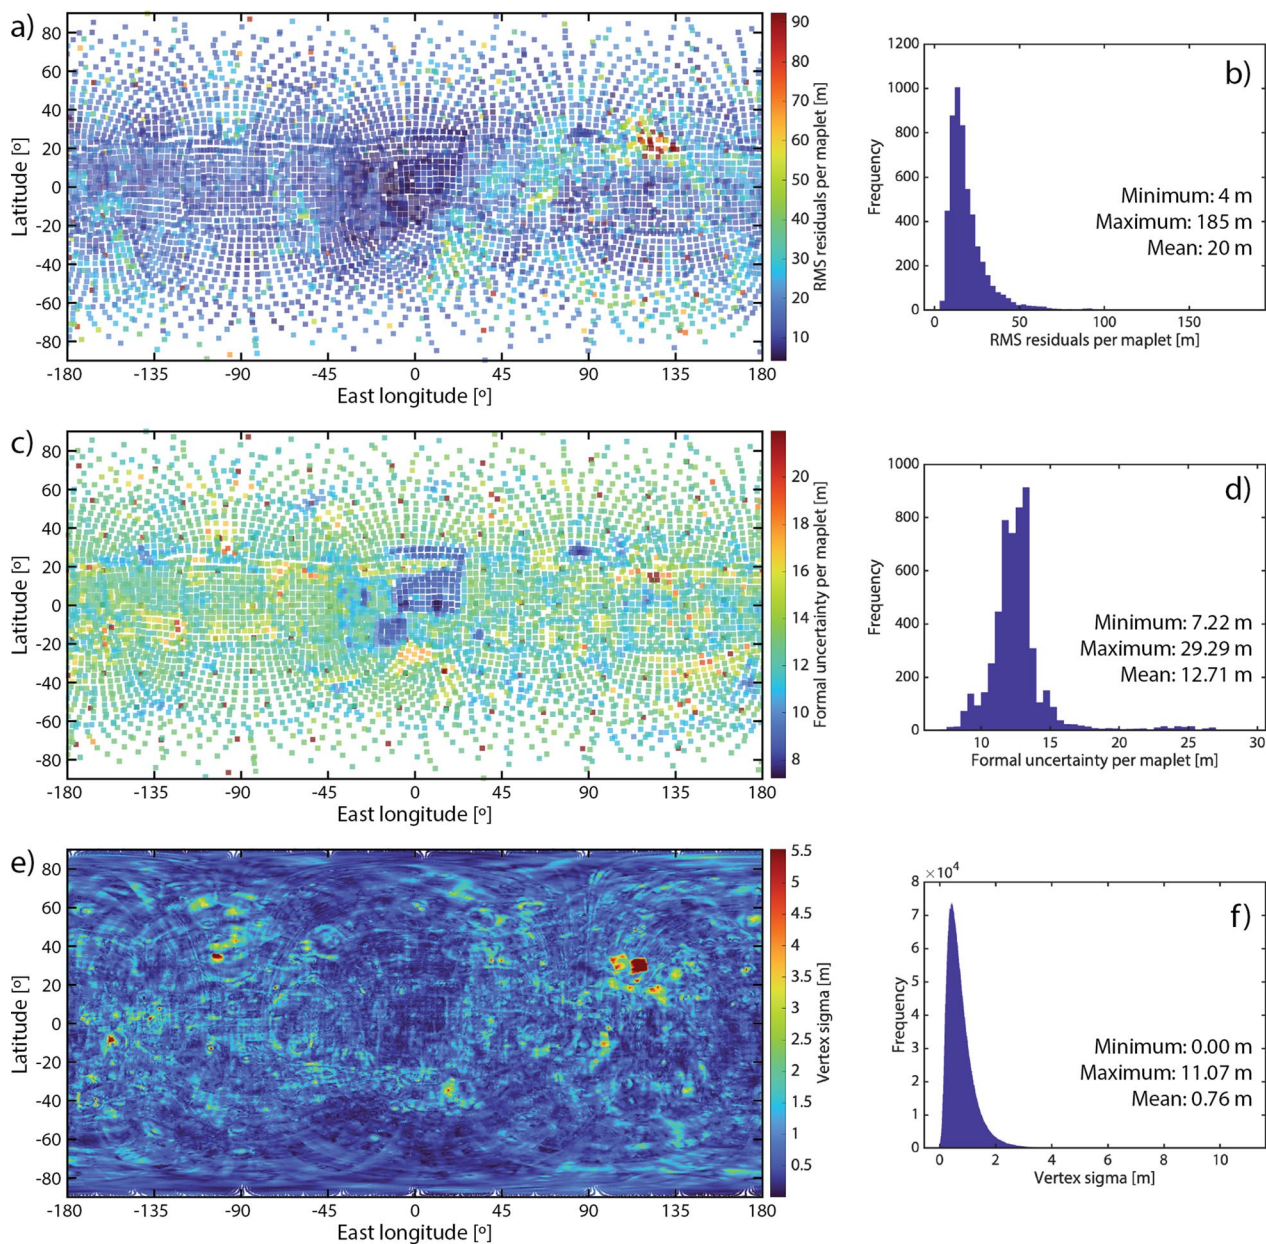 a)
80
60
40
20
0
-20
-40
-60
-80
Latitude [º]
-180 -135 -90 -45 0 45 90 135 180
East longitude [º]
90
80
70
60
50
40
30
20
10
RMS residuals per maplet [m]
b)
1200
1000
800
600
400
200
0
Frequency
Minimum: 4 m
Maximum: 185 m
Mean: 20 m
0 50 100 150
RMS residuals per maplet [m]
c)
80
60
40
20
0
-20
-40
-60
-80
Latitude [º]
-180 -135 -90 -45 0 45 90 135 180
East longitude [º]
20
18
16
14
12
10
8
Formal uncertainty per maplet [m]
d)
1000
800
600
400
200
0
Frequency
Minimum: 7.22 m
Maximum: 29.29 m
Mean: 12.71 m
10 15 20 25 30
Formal uncertainty per maplet [m]
e)
80
60
40
20
0
-20
-40
-60
-80
Latitude [º]
-180 -135 -90 -45 0 45 90 135 180
East longitude [º]
5.5
5
4.5
4
3.5
3
2.5
2
1.5
1
0.5
Vertex sigma [m]
f)
×10⁴
8
7
6
5
4
3
2
1
0
Frequency
Minimum: 0.00 m
Maximum: 11.07 m
Mean: 0.76 m
0 2 4 6 8 10
Vertex sigma [m]